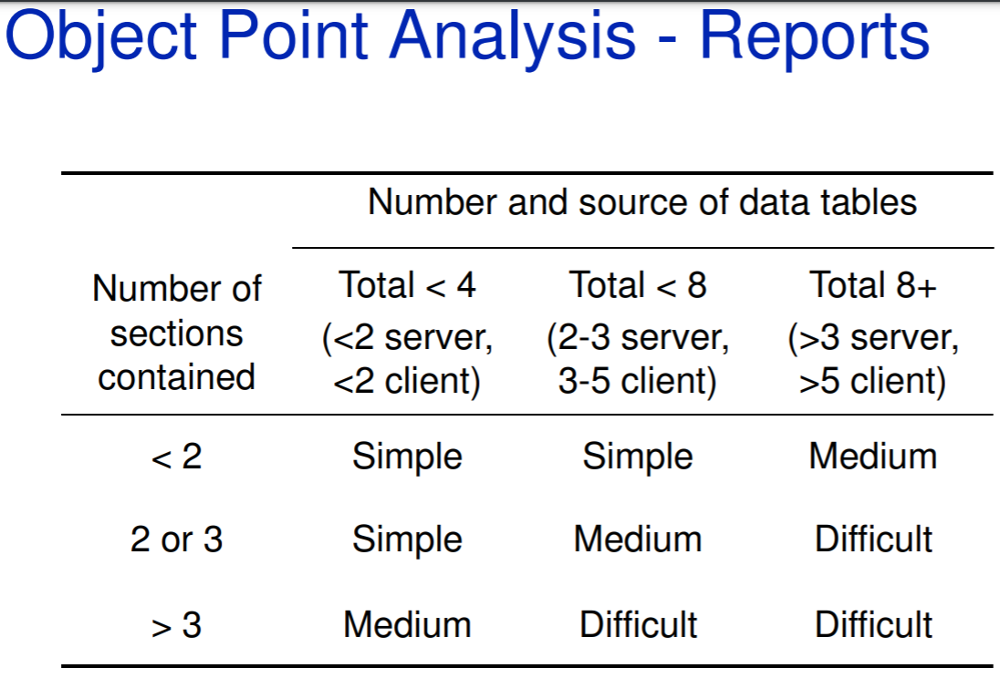 Object Point Analysis - Reports
Number and source of data tables
Number of sections contained
Total < 4 (<2 server, <2 client)
Total < 8 (2-3 server, 3-5 client)
Total 8+ (>3 server, >5 client)
< 2 Simple Simple Medium
2 or 3 Simple Medium Difficult
> 3 Medium Difficult Difficult